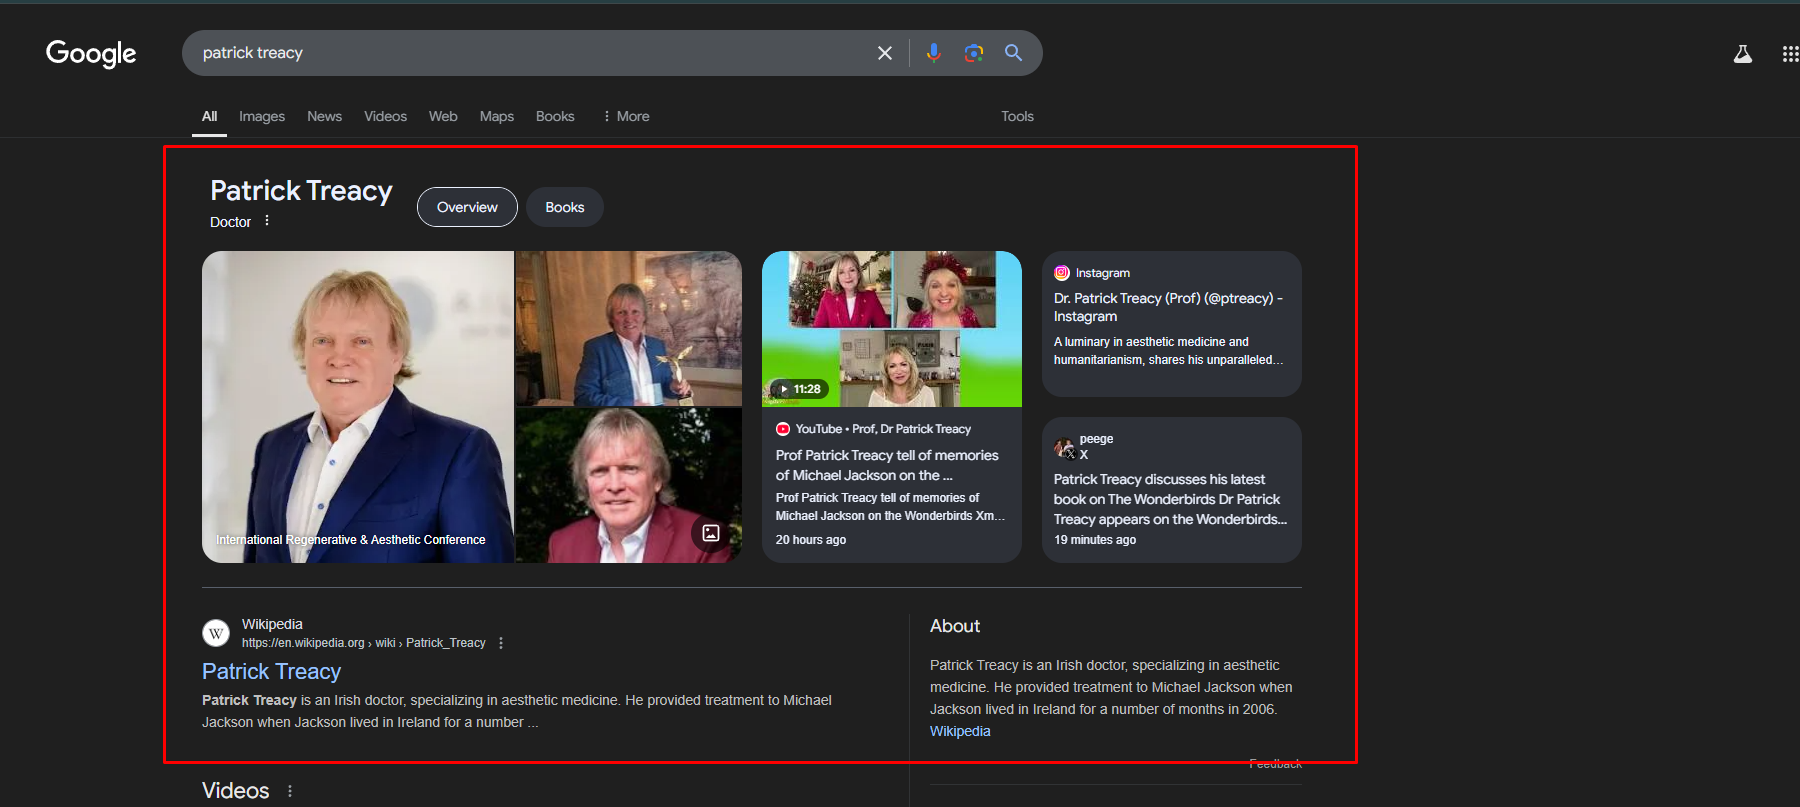 Google
patrick treacy
All
Images
News
Videos
Web
Maps
Books
More
Tools
Patrick Treacy
Doctor
Overview
Books
International Regenerative & Aesthetic Conference
11:28
YouTube • Prof, Dr Patrick Treacy
Prof Patrick Treacy tell of memories
of Michael Jackson on the ...
Prof Patrick Treacy tell of memories of
Michael Jackson on the Wonderbirds Xm...
20 hours ago
Instagram
Dr. Patrick Treacy (Prof) (@ptreacy) -
Instagram
A luminary in aesthetic medicine and
humanitarianism, shares his unparalleled...
peege
X
Patrick Treacy discusses his latest
book on The Wonderbirds Dr Patrick
Treacy appears on the Wonderbirds...
19 minutes ago
W
Wikipedia
https://en.wikipedia.org › wiki › Patrick_Treacy
Patrick Treacy
Patrick Treacy is an Irish doctor, specializing in aesthetic medicine. He provided treatment to Michael
Jackson when Jackson lived in Ireland for a number ...
About
Patrick Treacy is an Irish doctor, specializing in aesthetic
medicine. He provided treatment to Michael Jackson when
Jackson lived in Ireland for a number of months in 2006.
Wikipedia
Feedback
Videos